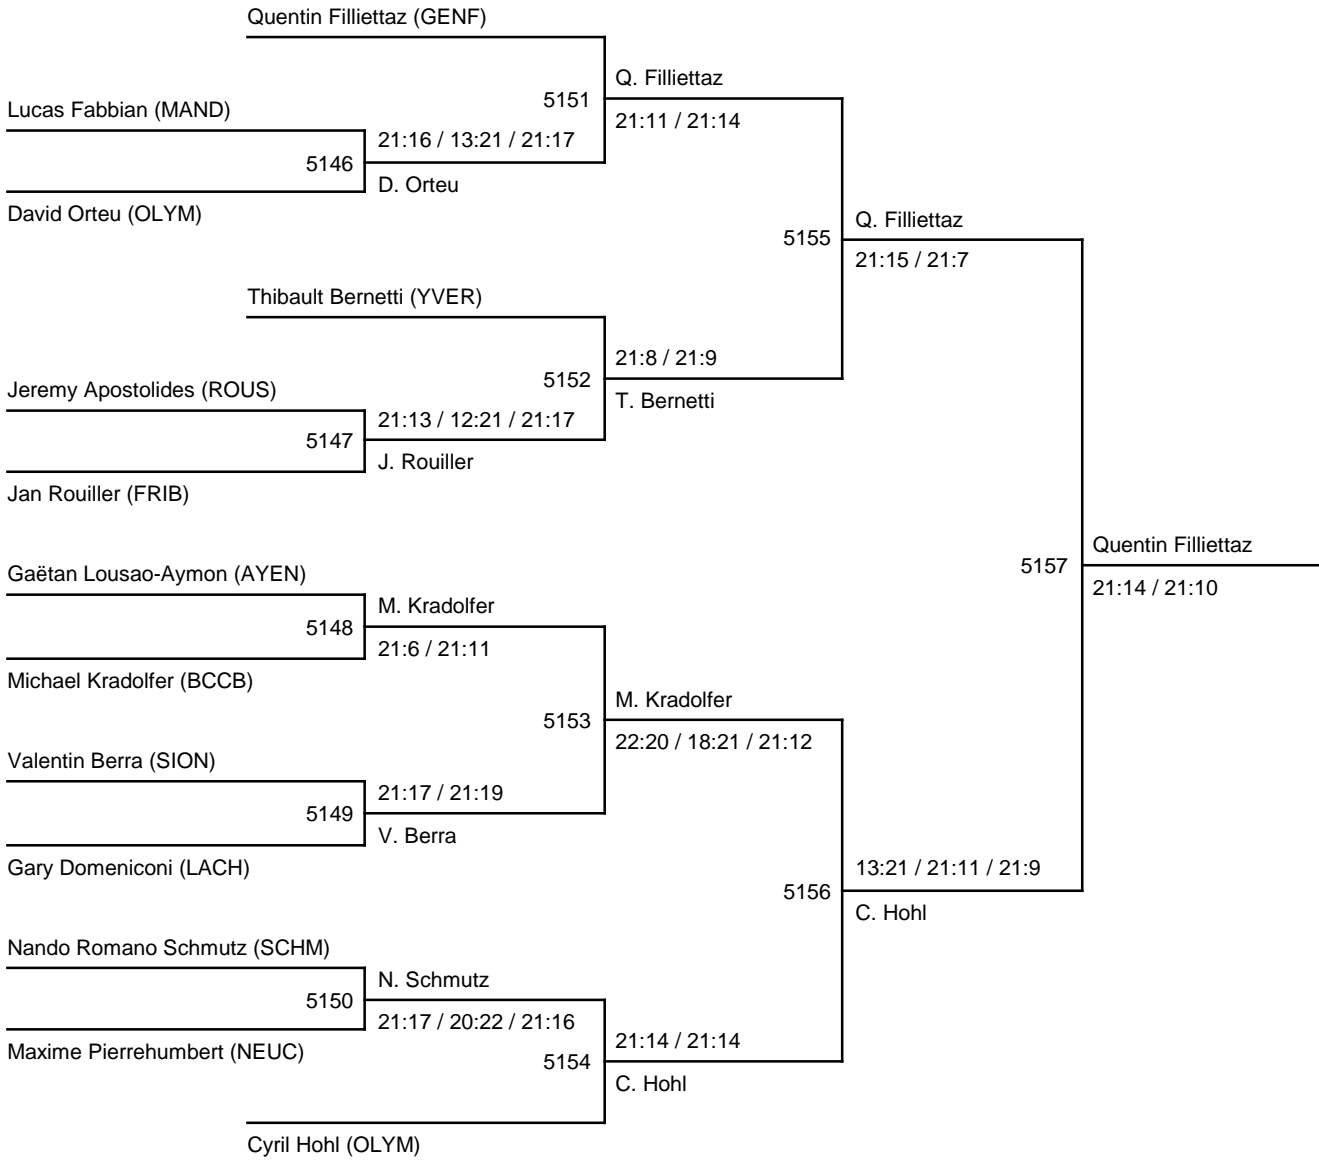 Quentin Filliettaz (GENF)
Q. Filliettaz
5151
Lucas Fabbian (MAND)
21:11 / 21:14
21:16 / 13:21 / 21:17
5146
D. Orteu
David Orteu (OLYM)
Q. Filliettaz
5155
21:15 / 21:7
Thibault Bernetti (YVER)
21:8 / 21:9
5152
Jeremy Apostolides (ROUS)
T. Bernetti
21:13 / 12:21 / 21:17
5147
J. Rouiller
Jan Rouiller (FRIB)
Quentin Filliettaz
5157
Gaëtan Lousao-Aymon (AYEN)
21:14 / 21:10
M. Kradolfer
5148
21:6 / 21:11
Michael Kradolfer (BCCB)
M. Kradolfer
5153
22:20 / 18:21 / 21:12
Valentin Berra (SION)
21:17 / 21:19
5149
V. Berra
Gary Domeniconi (LACH)
13:21 / 21:11 / 21:9
5156
C. Hohl
Nando Romano Schmutz (SCHM)
N. Schmutz
5150
21:17 / 20:22 / 21:16
21:14 / 21:14
Maxime Pierrehumbert (NEUC)
5154
C. Hohl
Cyril Hohl (OLYM)